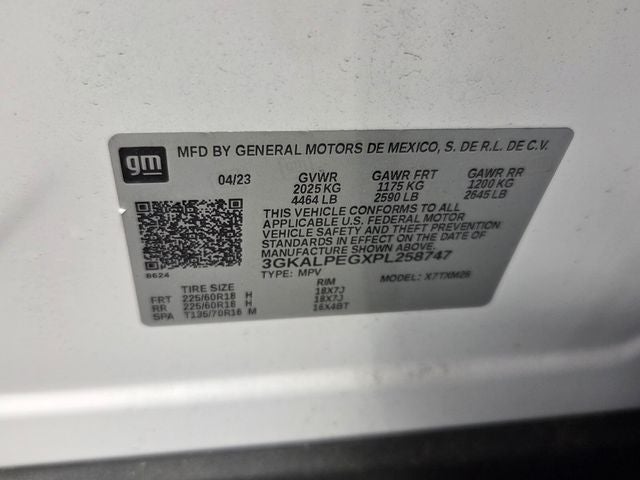 gm
MFD BY GENERAL MOTORS DE MEXICO, S. DE R.L. DE C.V.
04/23 GVWR GAWR FRT GAWR RR
2025 KG 1175 KG 1200 KG
4464 LB 2590 LB 2645 LB
THIS VEHICLE CONFORMS TO ALL
APPLICABLE U.S. FEDERAL MOTOR
VEHICLE SAFETY AND THEFT PREVENTION
STANDARDS IN EFFECT ON THE DATE OF
MANUFACTURE SHOWN ABOVE.
3GKALPEGXPL258747
8624 TYPE: MPV MODEL: X7TXM26
TIRE SIZE RIM
FRT 225/60R18 H 18X7J
RR 225/60R18 H 18X7J
SPA T135/70R16 M 16X4BT